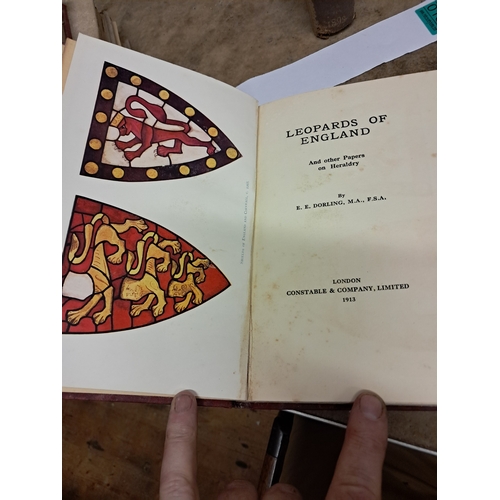 LEOPARDS OF
ENGLAND
And other Papers
on Heraldry
By
E. E. DORLING, M.A., F.S.A.
LONDON
CONSTABLE & COMPANY, LIMITED
1913